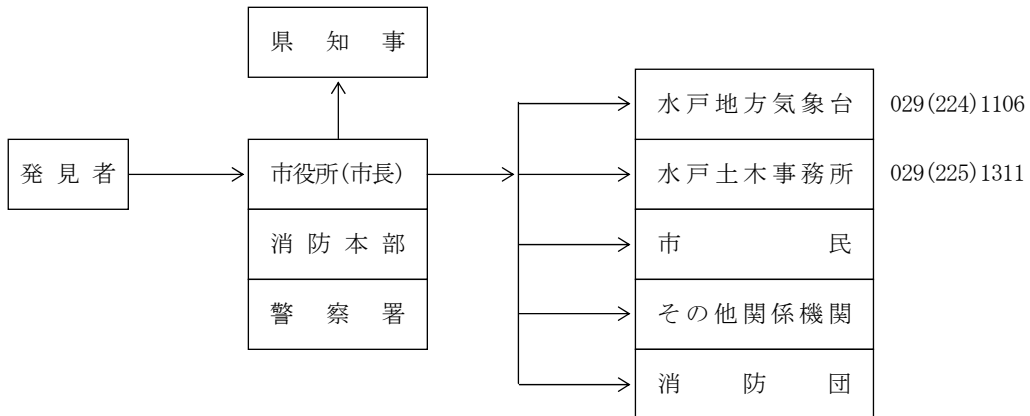 県知事
水戸地方気象台 029(224)1106
発見者 市役所(市長) 水戸土木事務所 029(225)1311
消防本部 市民
警察署 その他関係機関
消防団